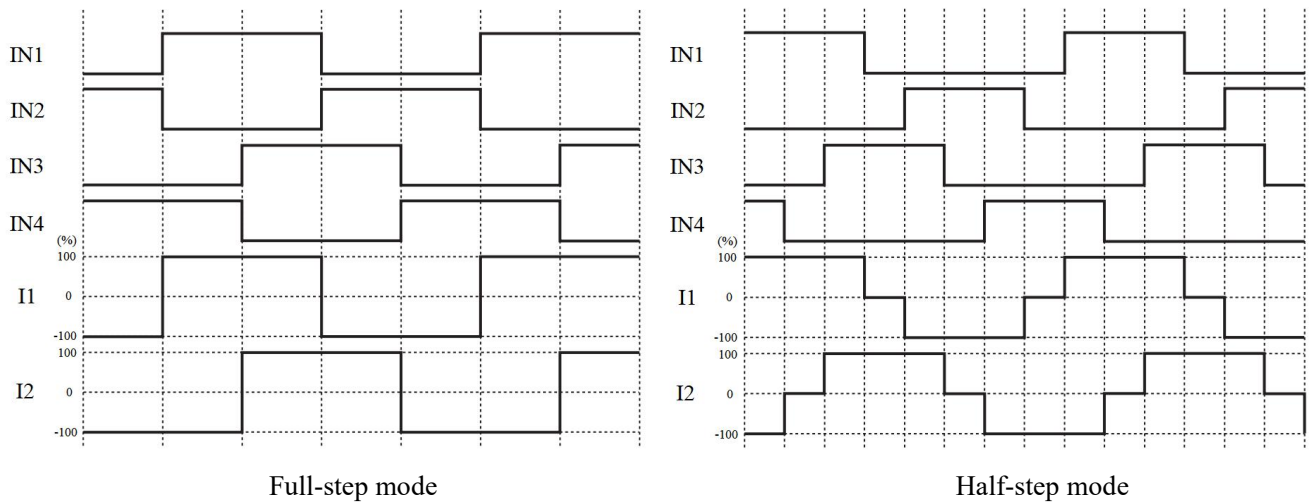 IN1
IN2
IN3
IN4
(%)
100
I1
0
-100
100
I2
0
-100
Full-step mode
IN1
IN2
IN3
IN4
(%)
100
I1
0
-100
100
I2
0
-100
Half-step mode